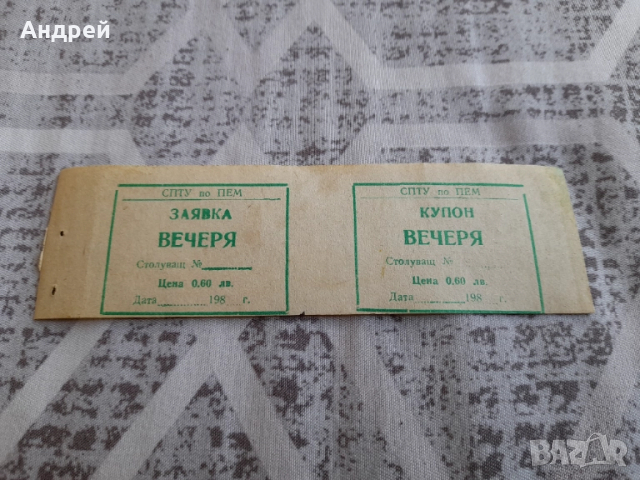 Андрей
СПТУ по ПЕМ
ЗАЯВКА
ВЕЧЕРЯ
Столуващ №
Цена 0,60 лв.
Дата 198 г.
СПТУ по ПЕМ
КУПОН
ВЕЧЕРЯ
Столуващ №
Цена 0,60 лв.
Дата 198 г.
BAZAR